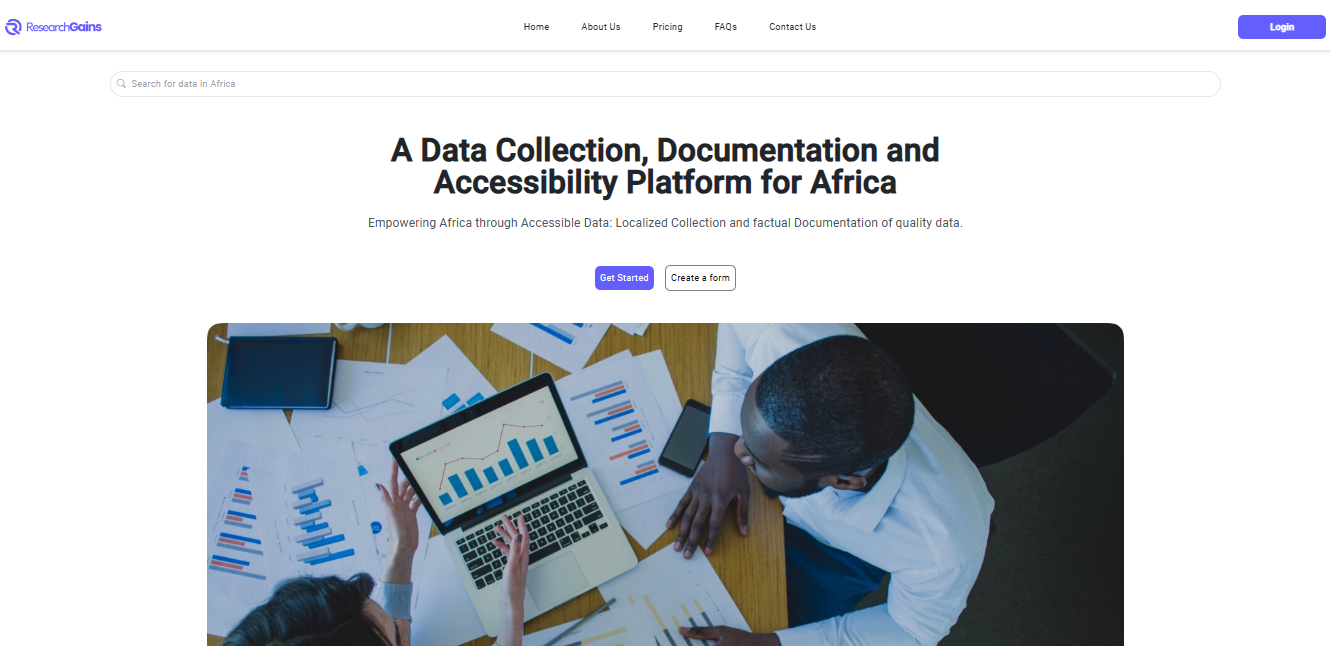 ResearchGains
Home
About Us
Pricing
FAQs
Contact Us
Login
Search for data in Africa
A Data Collection, Documentation and
Accessibility Platform for Africa
Empowering Africa through Accessible Data: Localized Collection and factual Documentation of quality data.
Get Started
Create a form